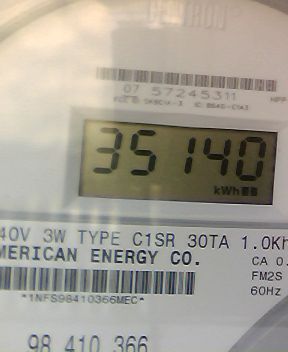 CENTRON®
07 57245311
35140
kWh
40V 3W TYPE C1SR 30TA 1.0Kh
MERICAN ENERGY CO.
CA 0.
FM2S
60Hz
*1NFS98410366MEC*
98 410 366